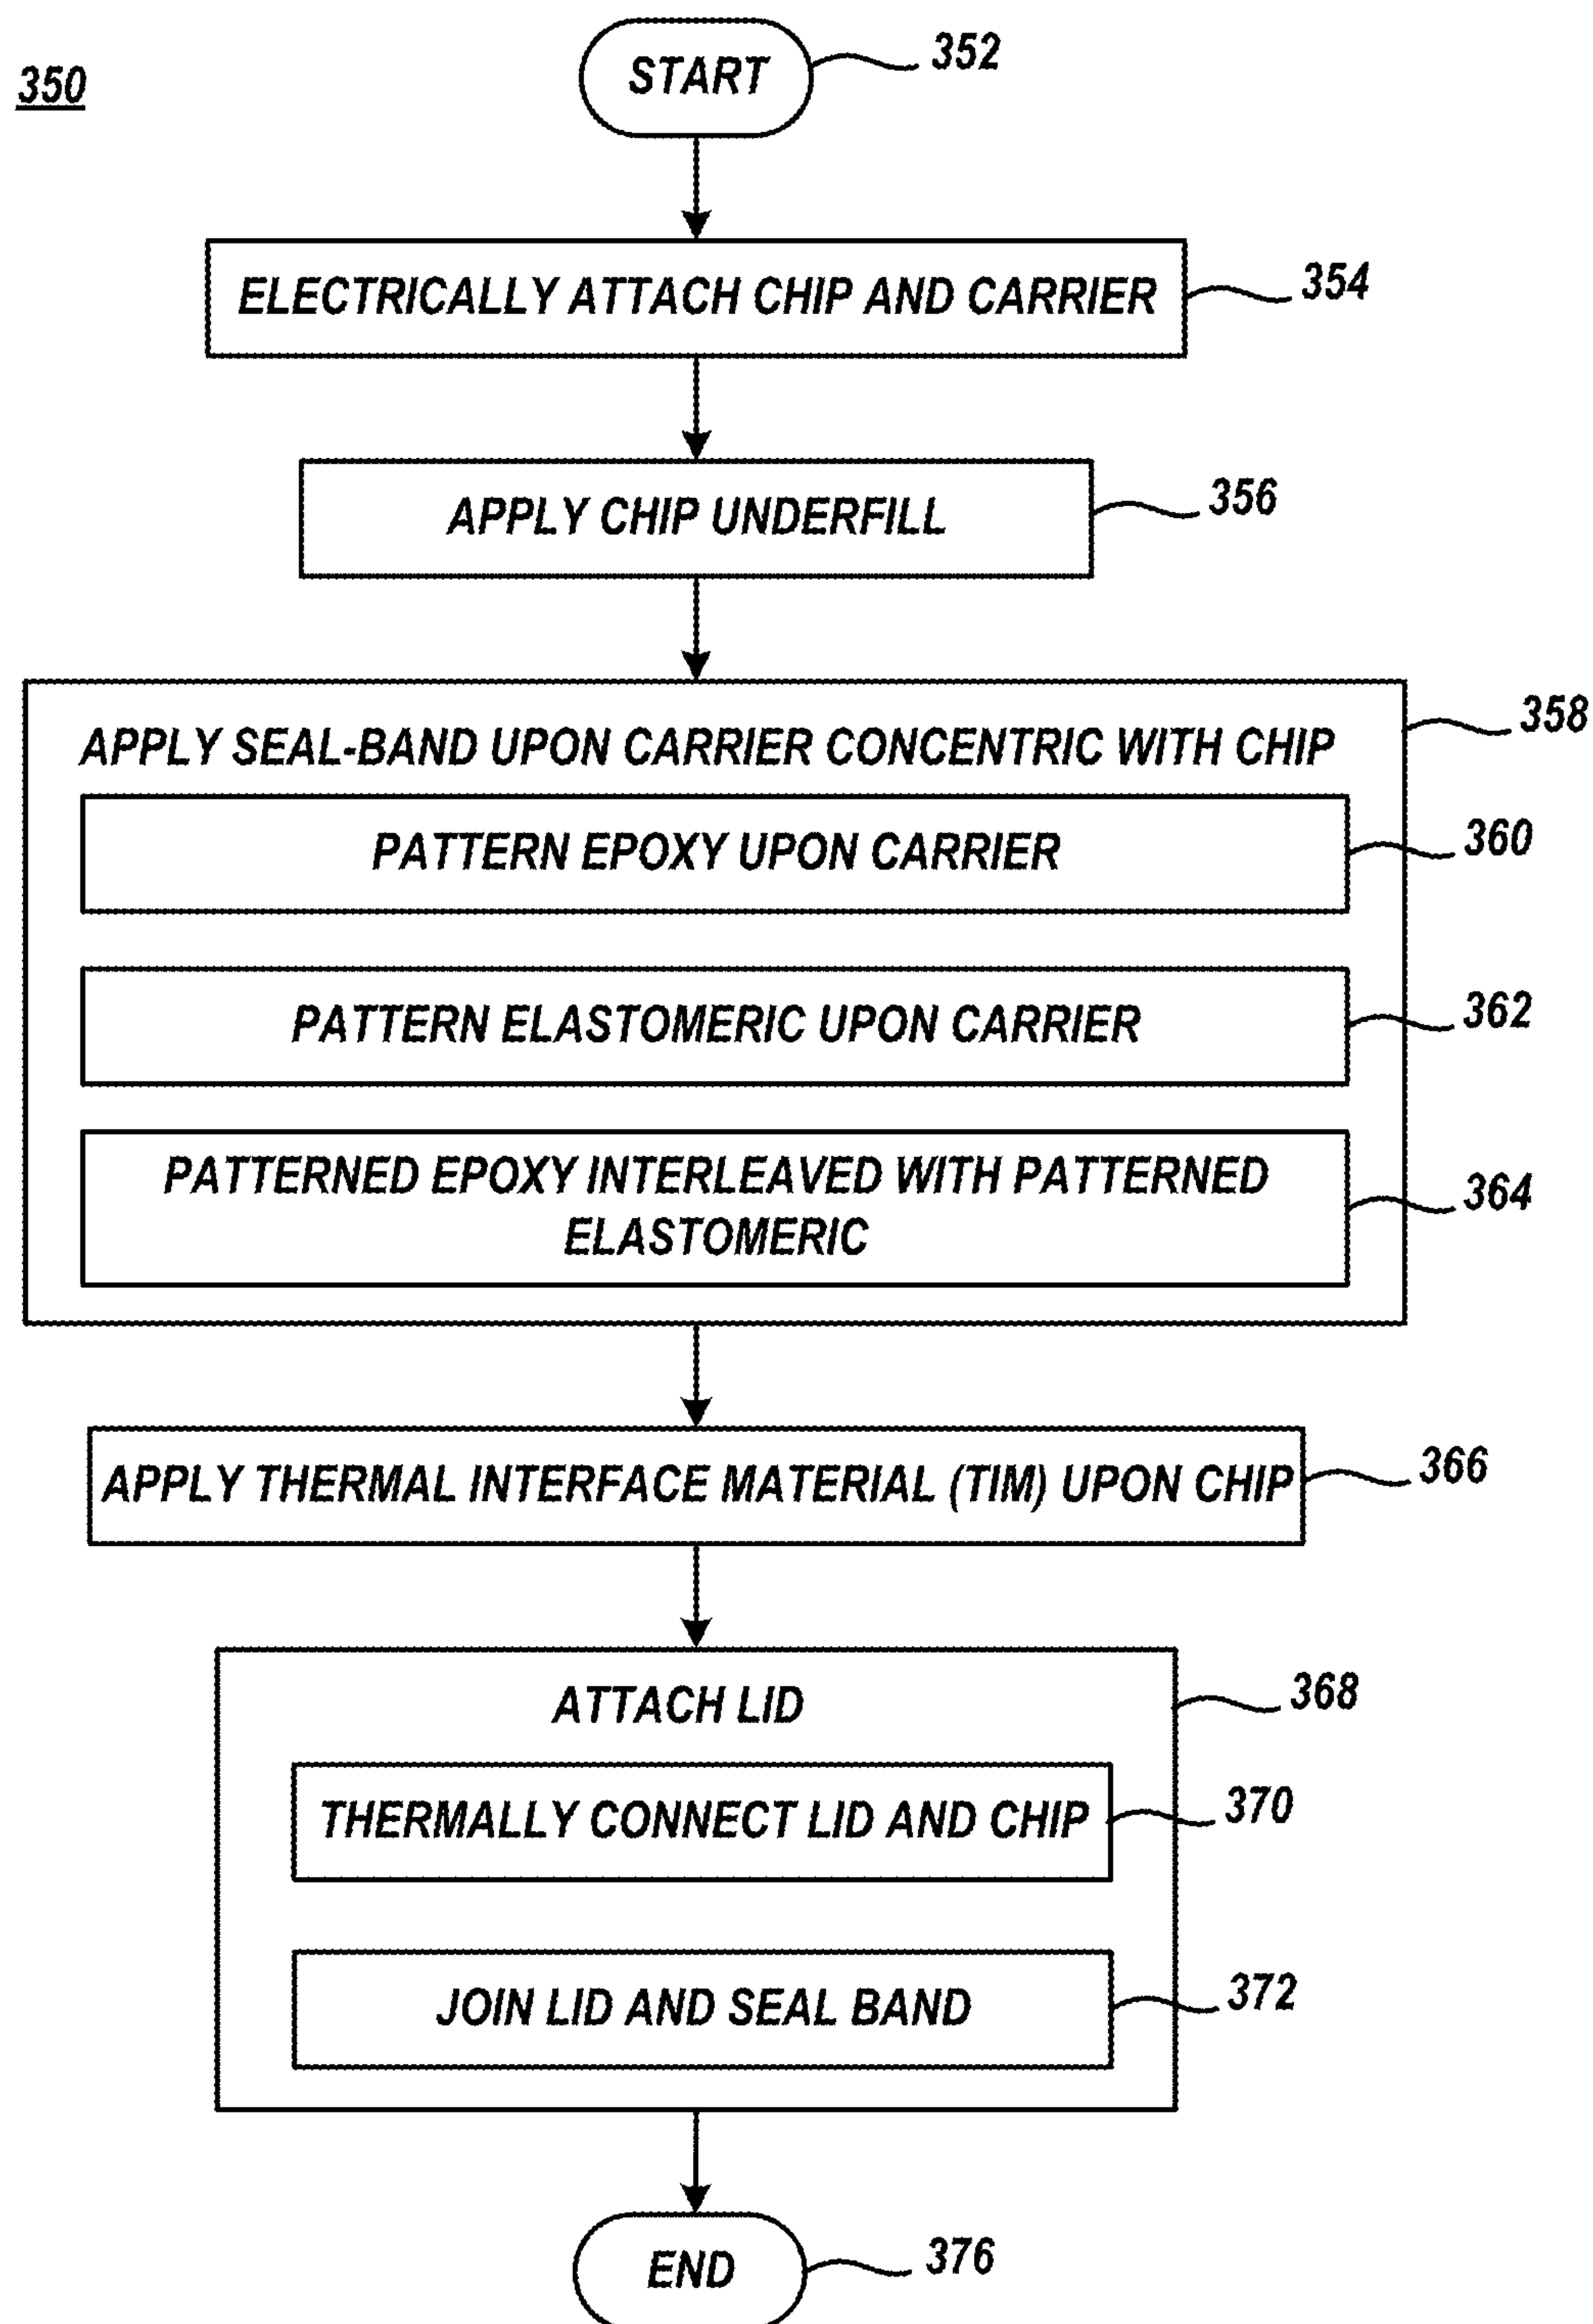 350
START
352
ELECTRICALLY ATTACH CHIP AND CARRIER
354
APPLY CHIP UNDERFILL
356
APPLY SEAL-BAND UPON CARRIER CONCENTRIC WITH CHIP
358
PATTERN EPOXY UPON CARRIER
360
PATTERN ELASTOMERIC UPON CARRIER
362
PATTERNED EPOXY INTERLEAVED WITH PATTERNED
ELASTOMERIC
364
APPLY THERMAL INTERFACE MATERIAL (TIM) UPON CHIP
366
ATTACH LID
368
THERMALLY CONNECT LID AND CHIP
370
JOIN LID AND SEAL BAND
372
END
376